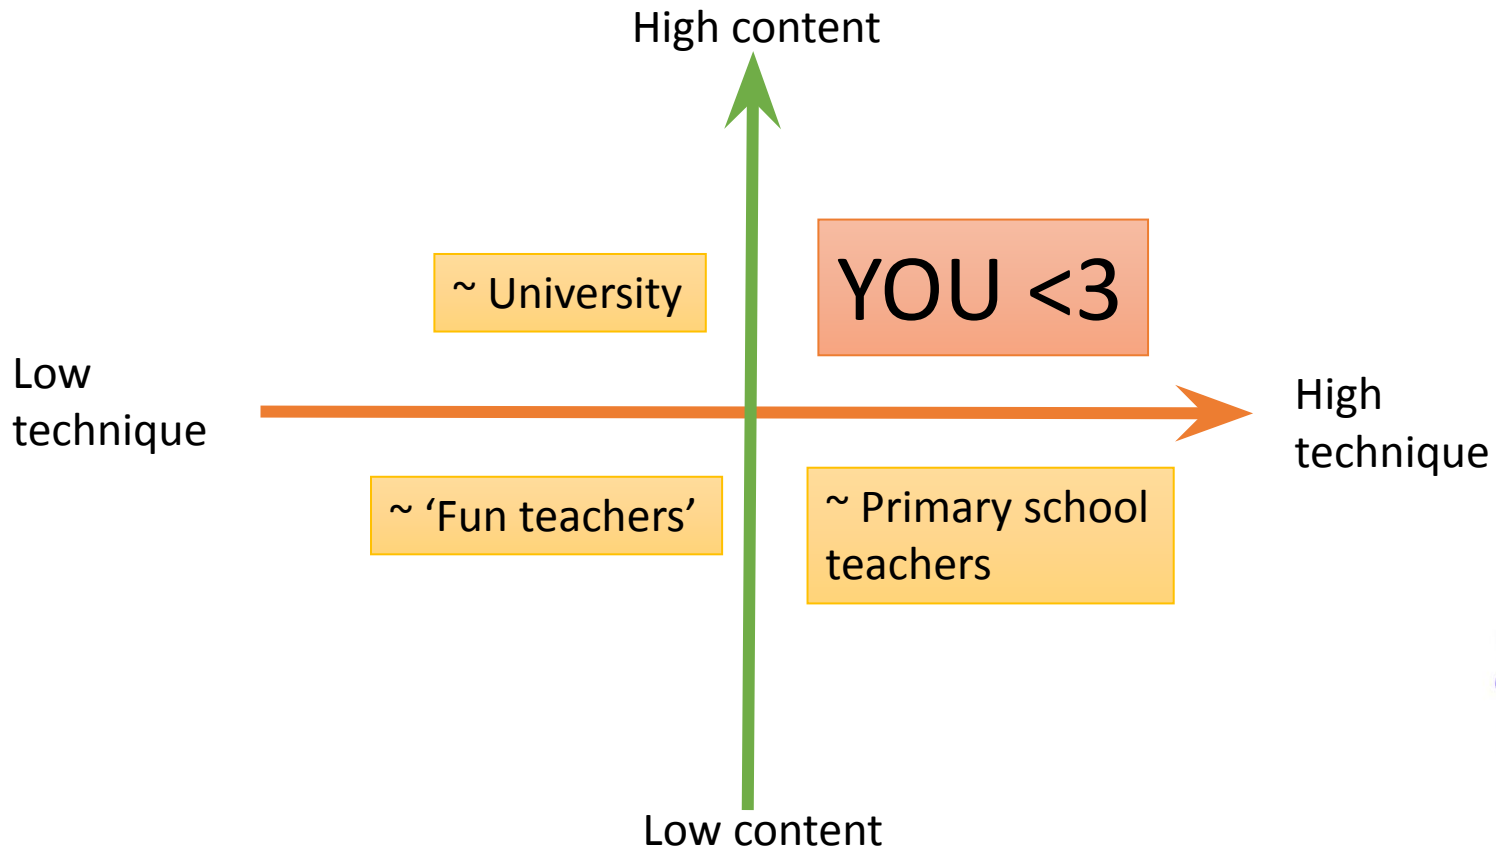 High content
~ University
YOU <3
Low
technique
High
technique
~ ‘Fun teachers’
~ Primary school
teachers
Low content